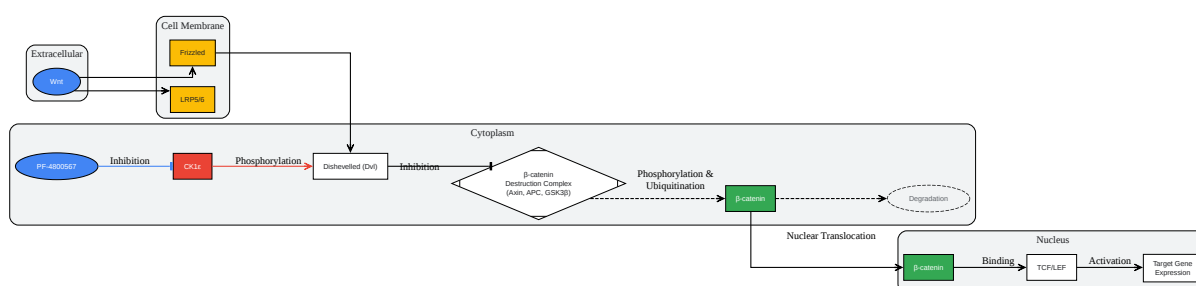 Cell Membrane
Extracellular
Frizzled
Wnt
LRP5/6
Cytoplasm
PF-4800567
Inhibition
CK1ε
Phosphorylation
Dishevelled (Dvl)
Inhibition
β-catenin
Destruction Complex
(Axin, APC, GSK3β)
Phosphorylation &
Ubiquitination
β-catenin
Degradation
Nuclear Translocation
Nucleus
β-catenin
Binding
TCF/LEF
Activation
Target Gene
Expression